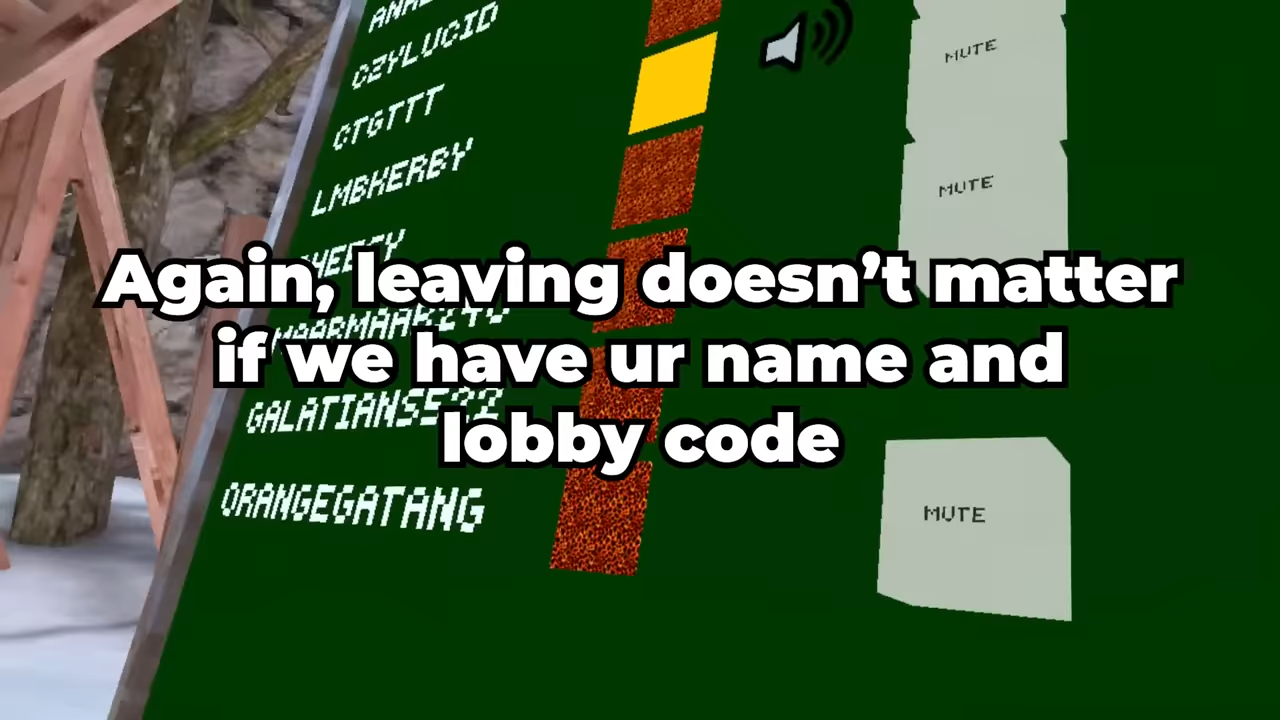 CZYLUCID
CTGTTT
LMBKERBY
GALATIANS522
ORANGEGATANG
MUTE
MUTE
MUTE
Again, leaving doesn’t matter
if we have ur name and
lobby code